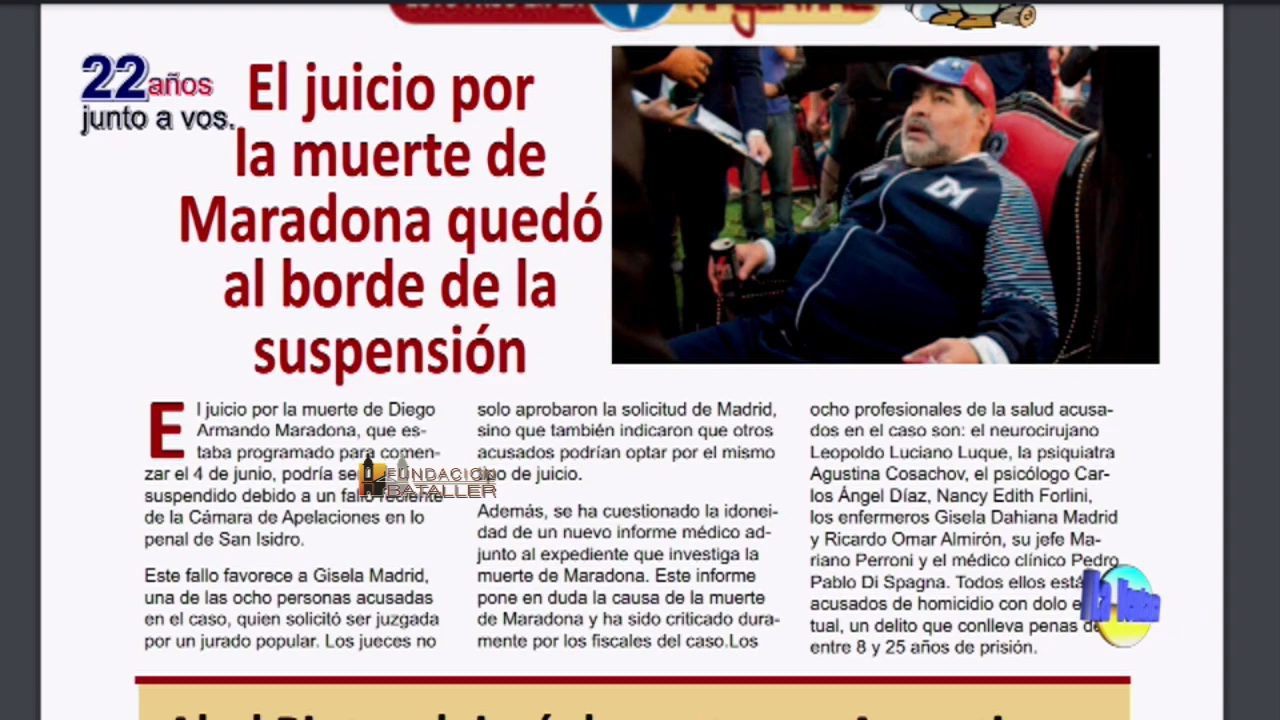 22 años
junto a vos.
El juicio por
la muerte de
Maradona quedó
al borde de la
suspensión
DM
El juicio por la muerte de Diego
Armando Maradona, que es-
taba programado para comen-
zar el 4 de junio, podría se
suspendido debido a un fallo reciente
de la Cámara de Apelaciones en lo
penal de San Isidro.
Este fallo favorece a Gisela Madrid,
una de las ocho personas acusadas
en el caso, quien solicitó ser juzgada
por un jurado popular. Los jueces no
solo aprobaron la solicitud de Madrid,
sino que también indicaron que otros
acusados podrían optar por el mismo
po de juicio.
Además, se ha cuestionado la idonei-
dad de un nuevo informe médico ad-
junto al expediente que investiga la
muerte de Maradona. Este informe
pone en duda la causa de la muerte
de Maradona y ha sido criticado dura-
mente por los fiscales del caso.Los
ocho profesionales de la salud acusa-
dos en el caso son: el neurocirujano
Leopoldo Luciano Luque, la psiquiatra
Agustina Cosachov, el psicólogo Car-
los Ángel Díaz, Nancy Edith Forlini,
los enfermeros Gisela Dahiana Madrid
y Ricardo Omar Almirón, su jefe Ma-
riano Perroni y el médico clínico Pedro
Pablo Di Spagna. Todos ellos está
acusados de homicidio con dolo e
tual, un delito que conlleva penas de
entre 8 y 25 años de prisión.
FUNDACION
BATALLER